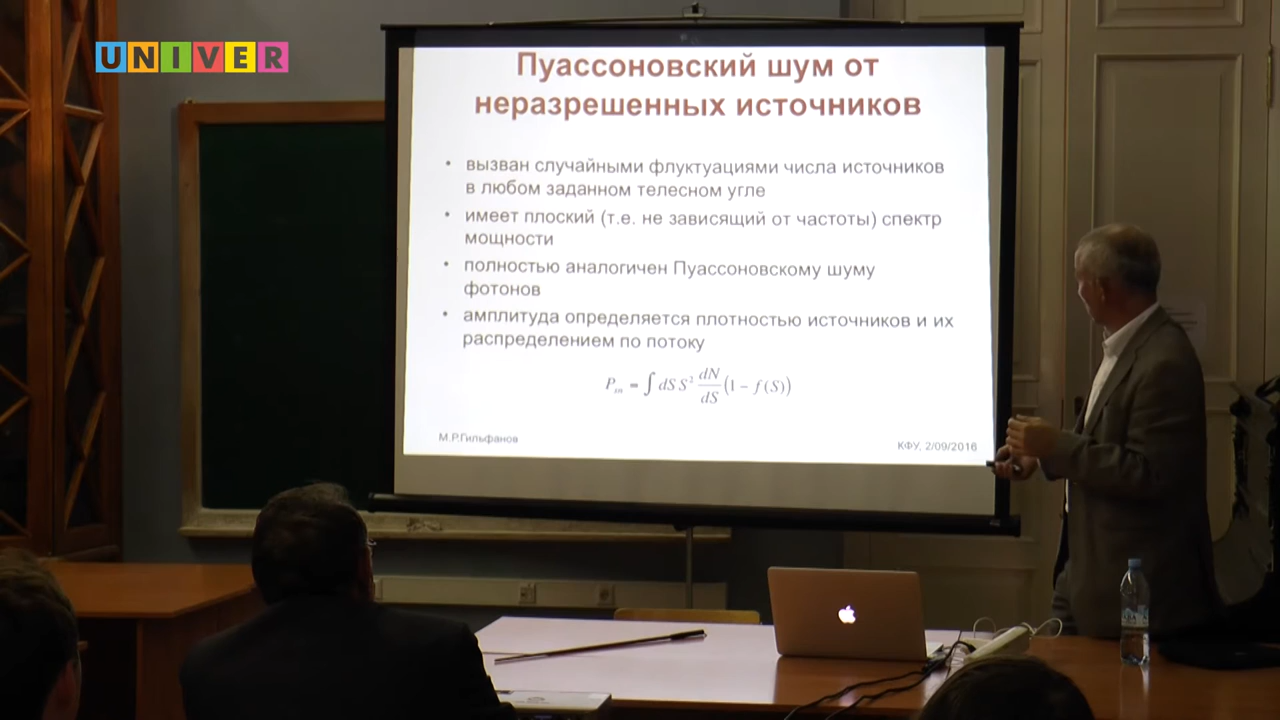 UNIVER
Пуассоновский шум от
неразрешенных источников
• вызван случайными флуктуациями числа источников
в любом заданном телесном угле
• имеет плоский (т.е. не зависящий от частоты) спектр
мощности
• полностью аналогичен Пуассоновскому шуму
фотонов
• амплитуда определяется плотностью источников и их
распределением по потоку
P_sn = ∫ dS S² dN/dS (1 − f(S))
М.Р.Гильфанов
КФУ, 2/09/2016